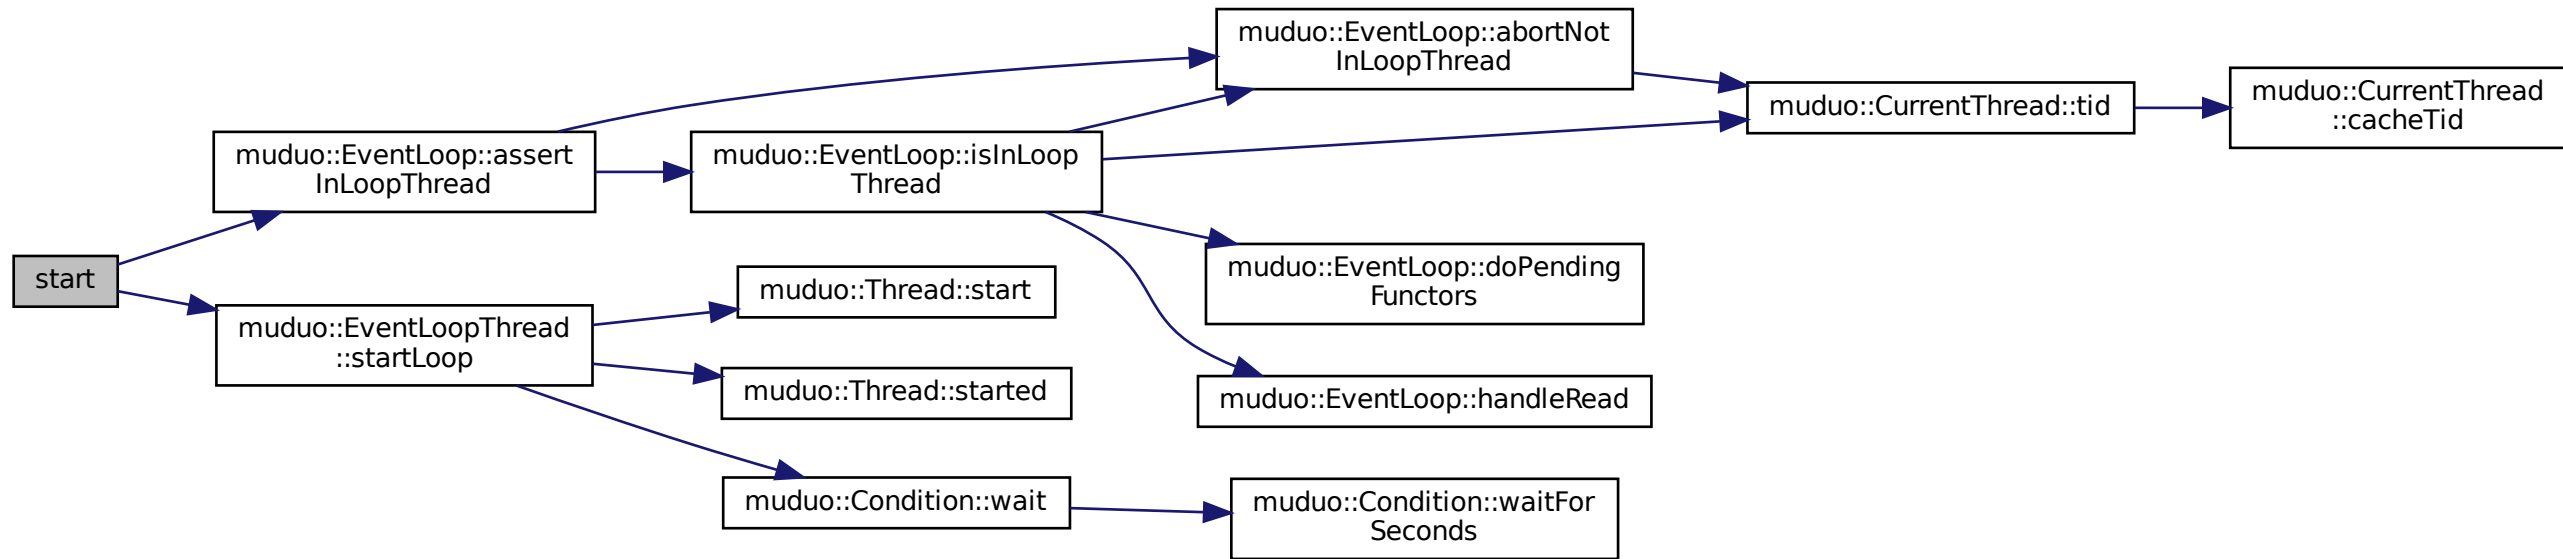 start
muduo::EventLoop::assert
InLoopThread
muduo::EventLoopThread
::startLoop
muduo::EventLoop::isInLoop
Thread
muduo::Thread::start
muduo::Thread::started
muduo::Condition::wait
muduo::EventLoop::abortNot
InLoopThread
muduo::EventLoop::doPending
Functors
muduo::EventLoop::handleRead
muduo::Condition::waitFor
Seconds
muduo::CurrentThread::tid
muduo::CurrentThread
::cacheTid